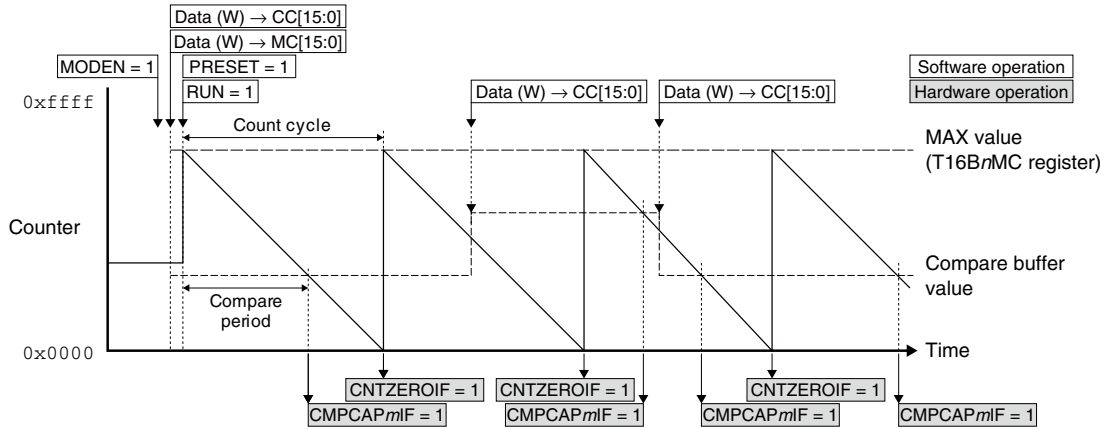 Data (W) → CC[15:0]
Data (W) → MC[15:0]
MODEN = 1
PRESET = 1
RUN = 1
Software operation
Hardware operation
0xffff
Data (W) → CC[15:0]
Data (W) → CC[15:0]
Count cycle
MAX value
(T16BnMC register)
Counter
Compare buffer
value
Compare
period
0x0000
Time
CNTZEROIF = 1
CNTZEROIF = 1
CNTZEROIF = 1
CMPCAPmIF = 1
CMPCAPmIF = 1
CMPCAPmIF = 1
CMPCAPmIF = 1